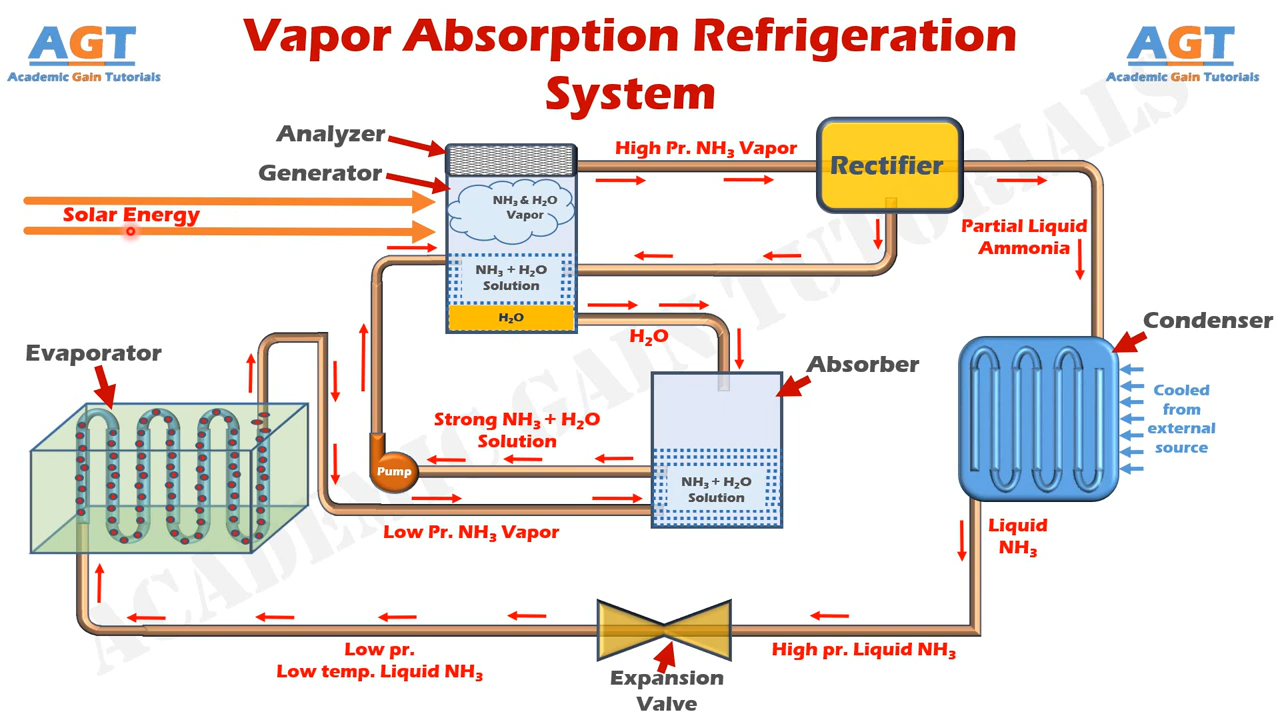 AGT
Academic Gain Tutorials
Vapor Absorption Refrigeration
System
AGT
Academic Gain Tutorials
Analyzer
Generator
Solar Energy
NH₃ & H₂O
Vapor
NH₃ + H₂O
Solution
H₂O
High Pr. NH₃ Vapor
Rectifier
Partial Liquid
Ammonia
H₂O
Evaporator
Absorber
Condenser
Cooled
from
external
source
Strong NH₃ + H₂O
Solution
Pump
NH₃ + H₂O
Solution
Low Pr. NH₃ Vapor
Liquid
NH₃
Low pr.
Low temp. Liquid NH₃
High pr. Liquid NH₃
Expansion
Valve
ACADEMIC GAIN TUTORIALS